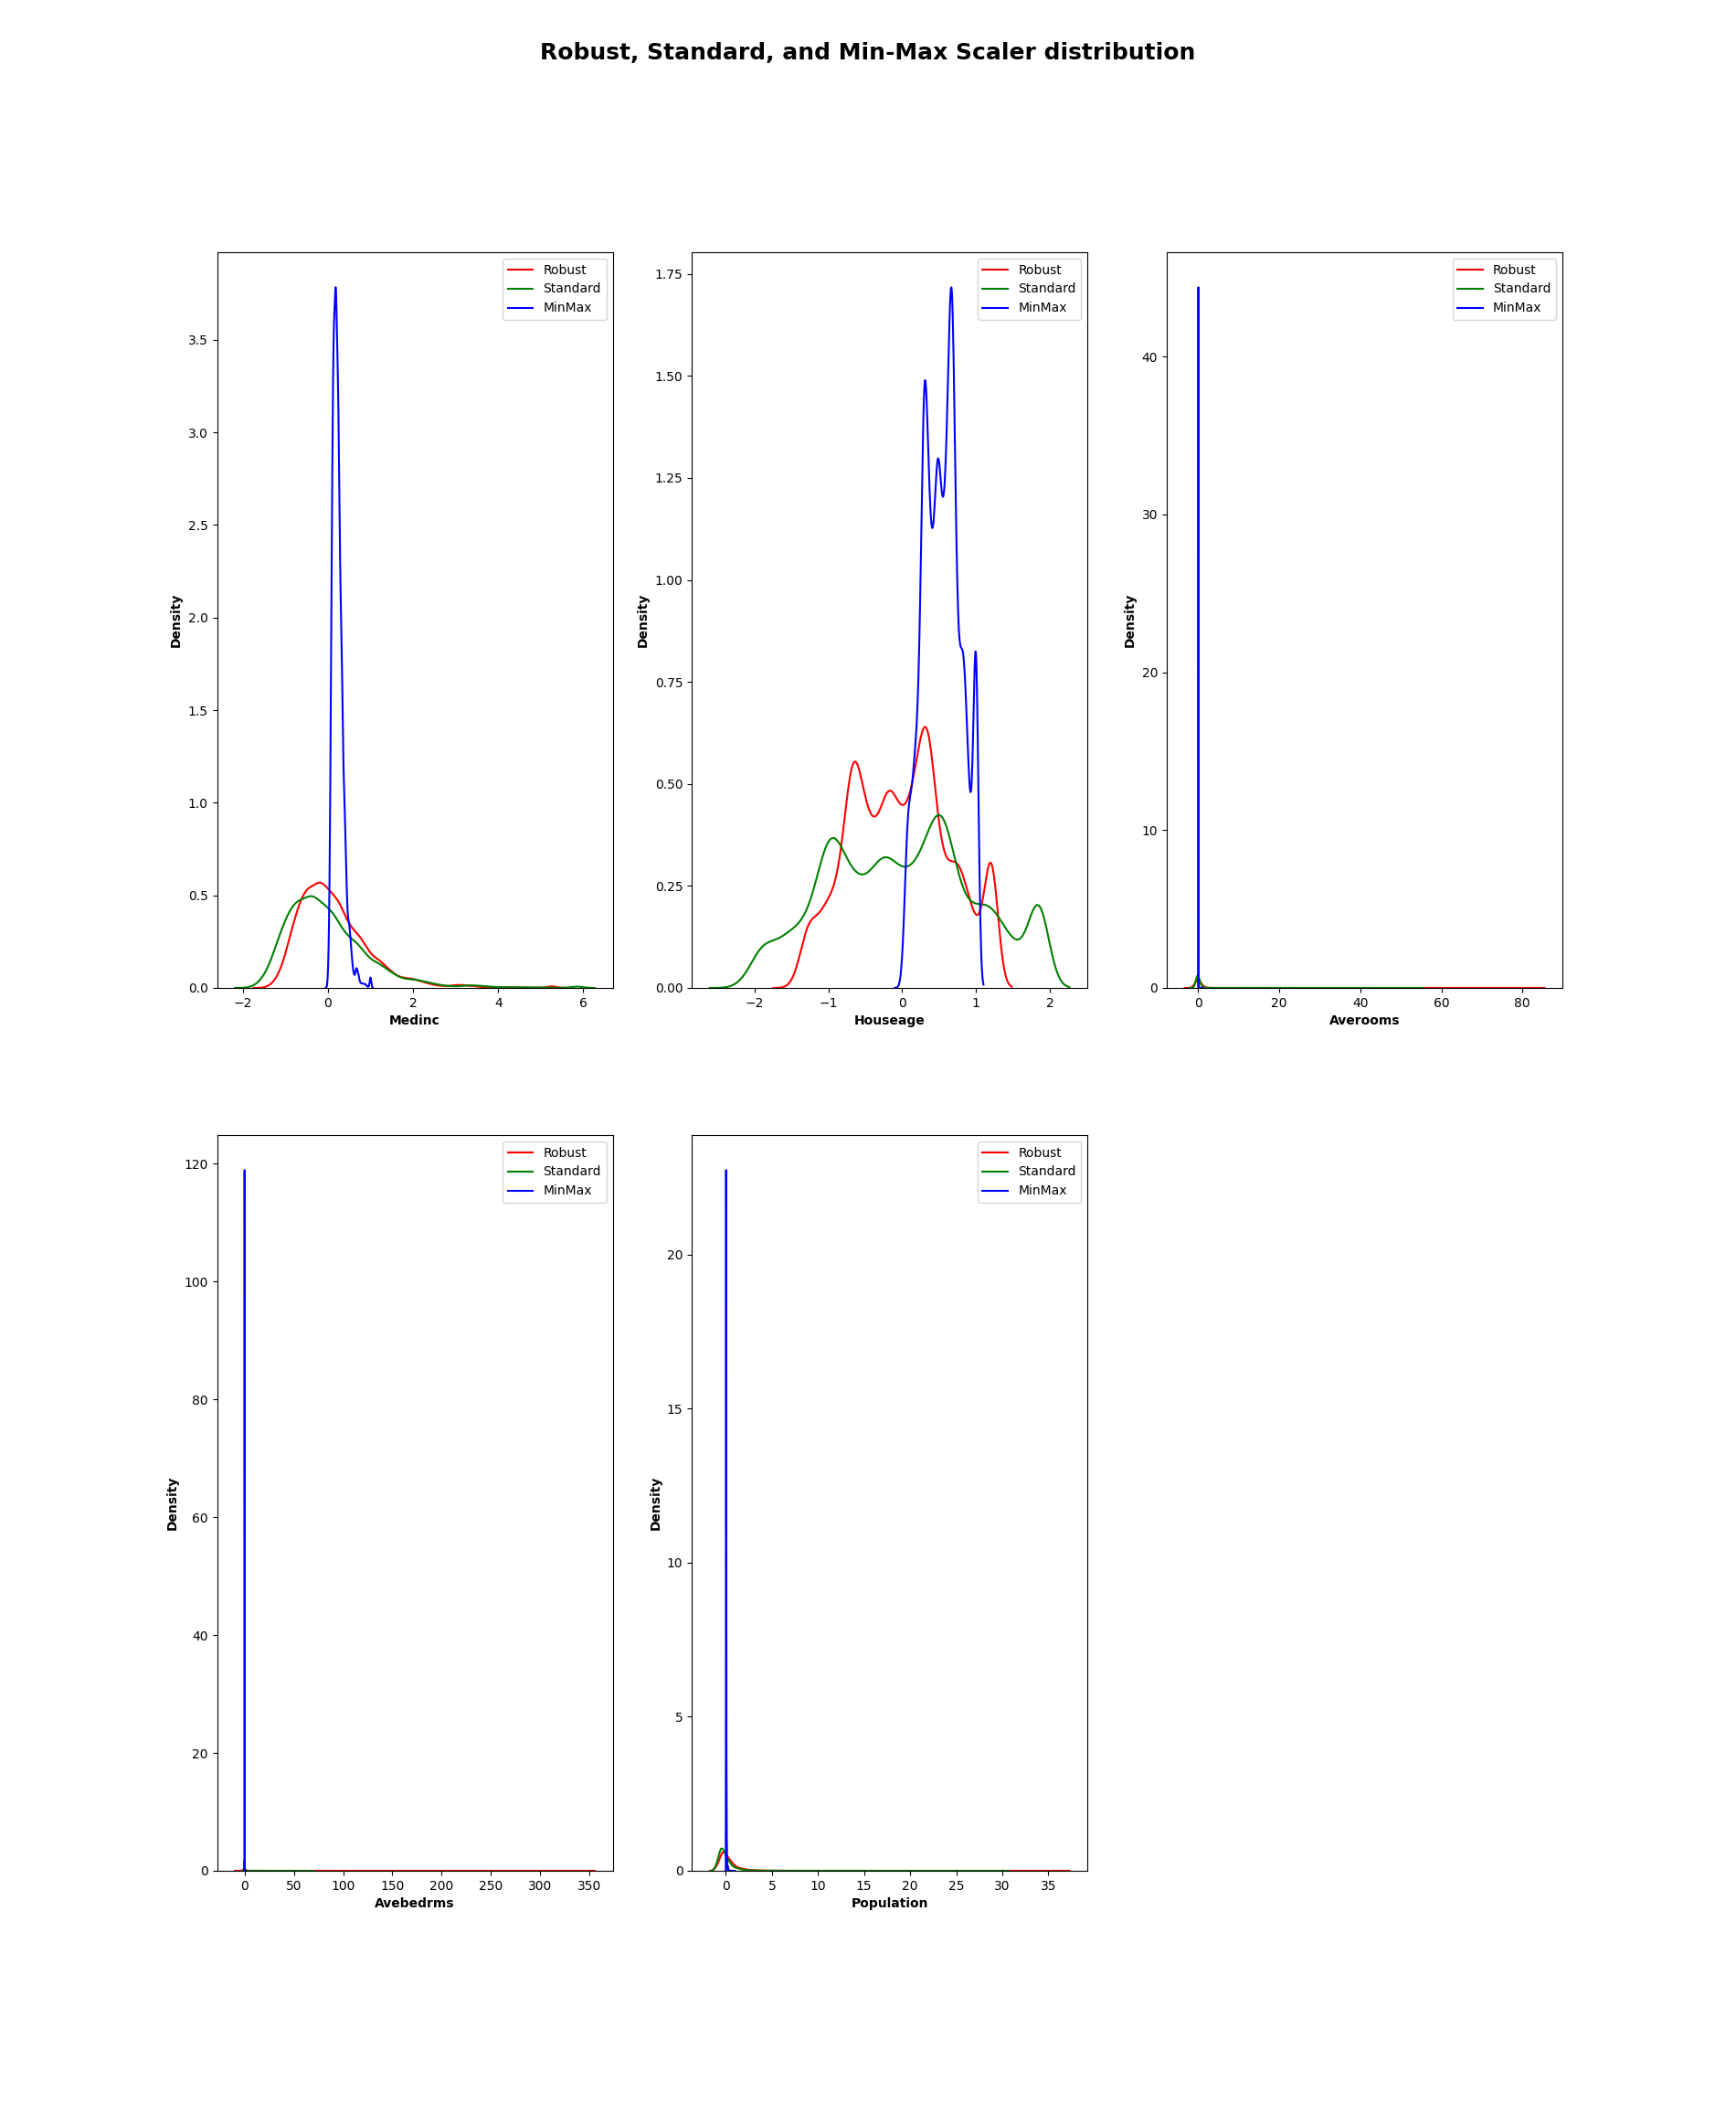 Robust, Standard, and Min-Max Scaler distribution
Robust
Standard
MinMax
3.5
3.0
2.5
2.0
1.5
1.0
0.5
0.0
Density
−2
0
2
4
6
Medinc
Robust
Standard
MinMax
1.75
1.50
1.25
1.00
0.75
0.50
0.25
0.00
Density
−2
−1
0
1
2
Houseage
Robust
Standard
MinMax
40
30
20
10
0
Density
0
20
40
60
80
Averooms
Robust
Standard
MinMax
120
100
80
60
40
20
0
Density
0
50
100
150
200
250
300
350
Avebedrms
Robust
Standard
MinMax
20
15
10
5
0
Density
0
5
10
15
20
25
30
35
Population